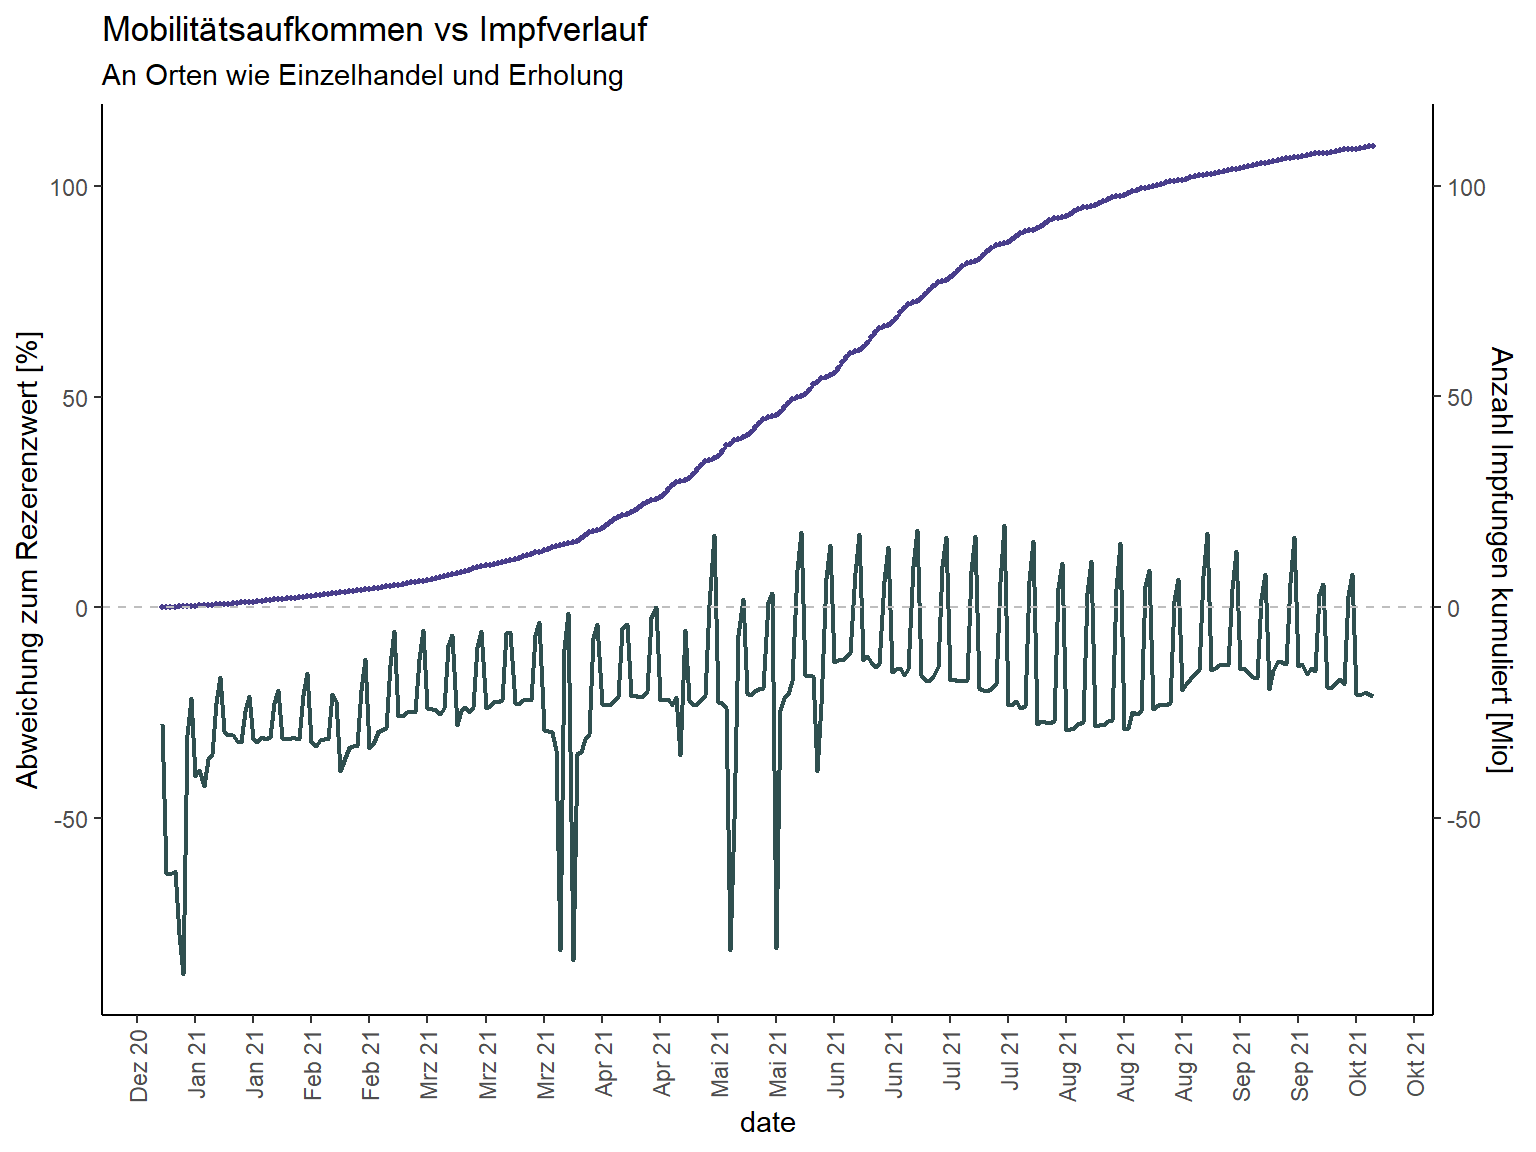 Mobilitätsaufkommen vs Impfverlauf
An Orten wie Einzelhandel und Erholung
Abweichung zum Rezerenzwert [%]
100
50
0
-50
100
50
0
-50
Anzahl Impfungen kumuliert [Mio]
Dez 20
Jan 21
Jan 21
Feb 21
Feb 21
Mrz 21
Mrz 21
Mrz 21
Apr 21
Apr 21
Mai 21
Mai 21
Jun 21
Jun 21
Jul 21
Jul 21
Aug 21
Aug 21
Aug 21
Sep 21
Sep 21
Okt 21
Okt 21
date